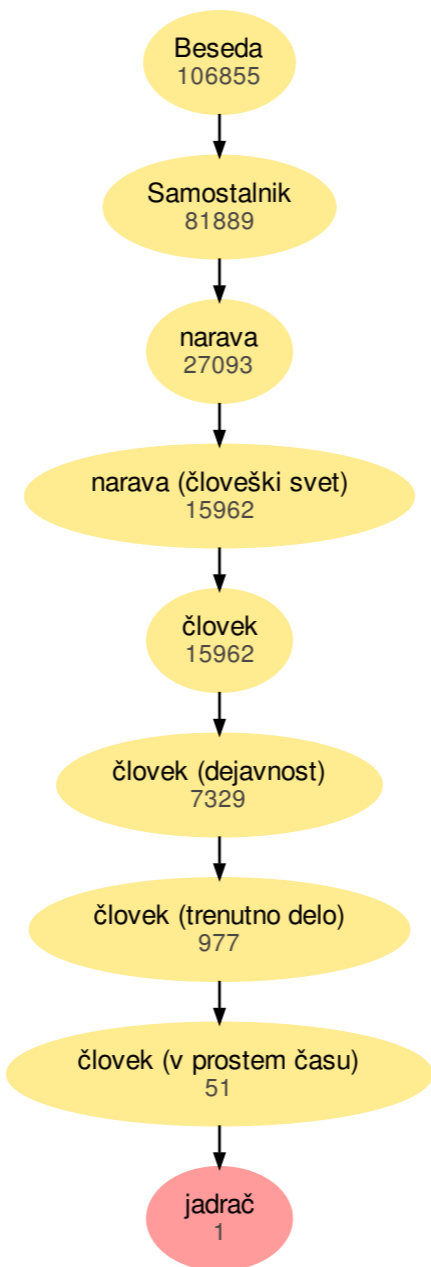 Beseda
106855
Samostalnik
81889
narava
27093
narava (človeški svet)
15962
človek
15962
človek (dejavnost)
7329
človek (trenutno delo)
977
človek (v prostem času)
51
jadrač
1